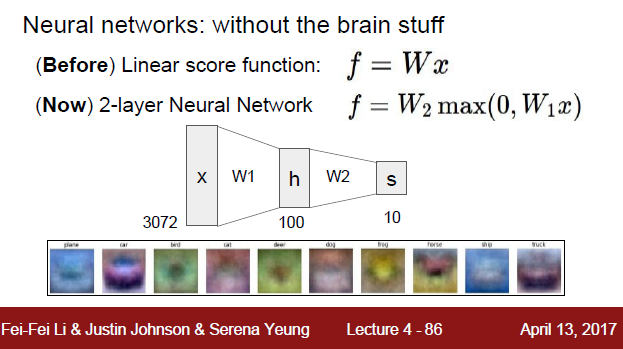 Neural networks: without the brain stuff
(Before) Linear score function: f = Wx
(Now) 2-layer Neural Network f = W₂ max(0, W₁x)
x W1 h W2 s
3072 100 10
plane car bird cat deer dog frog horse ship truck
Fei-Fei Li & Justin Johnson & Serena Yeung Lecture 4 - 86 April 13, 2017